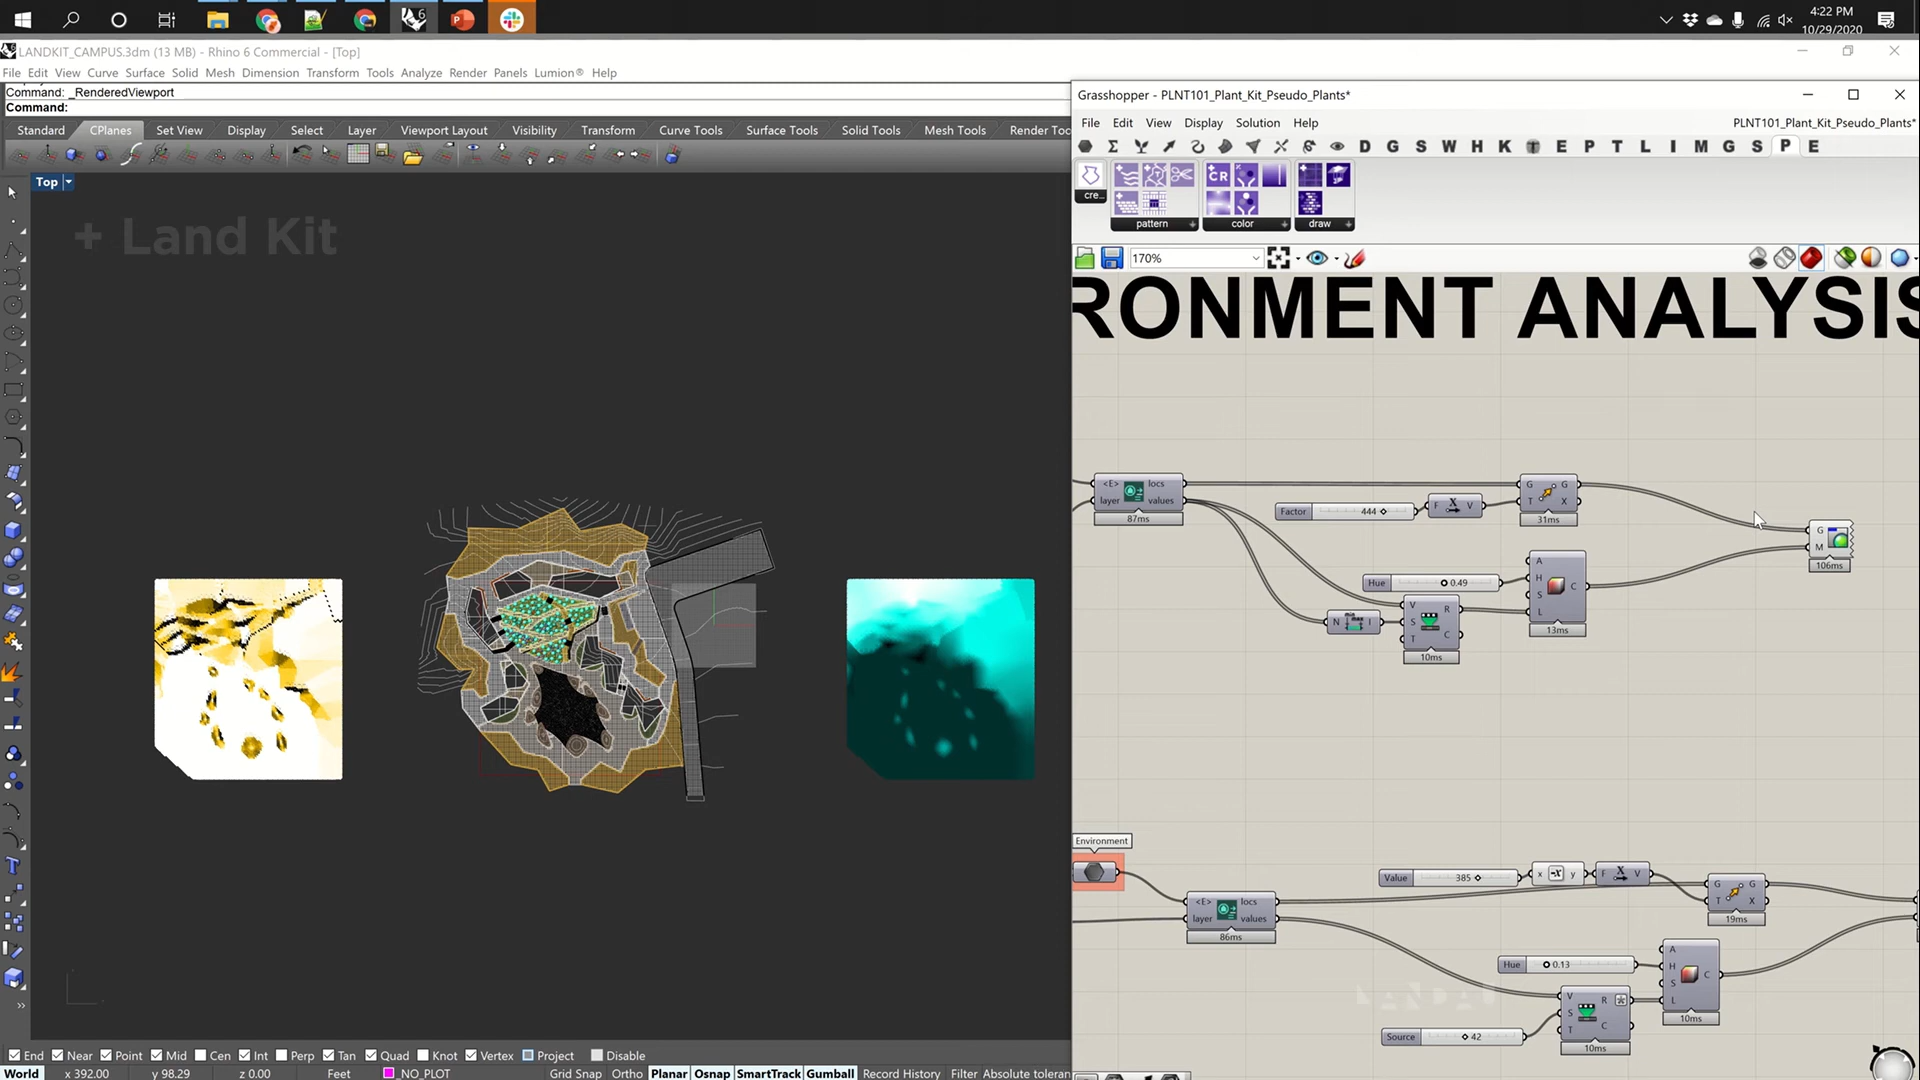 4:22 PM
10/29/2020
LANDKIT_CAMPUS.3dm (13 MB) - Rhino 6 Commercial - [Top]
File Edit View Curve Surface Solid Mesh Dimension Transform Tools Analyze Render Panels Lumion® Help
Command: _RenderedViewport
Command:
Standard CPlanes Set View Display Select Layer Viewport Layout Visibility Transform Curve Tools Surface Tools Solid Tools Mesh Tools Render Too
Top
+ Land Kit
Grasshopper - PLNT101_Plant_Kit_Pseudo_Plants*
File Edit View Display Solution Help
PLNT101_Plant_Kit_Pseudo_Plants*
D G S W H K E P T L I M G S P E
cre...
CR
pattern
color
draw
170%
RONMENT ANALYSIS
<E> locs
layer values
87ms
Factor 444
F V
G G
T X
31ms
G
M
106ms
Hue 0.49
A
H
S
L
C
13ms
N I
V R
S
T C
10ms
Environment
<E> locs
layer values
86ms
Value 385
x -x y
F V
G G
T X
19ms
Hue 0.13
A
H
S
L
C
10ms
Source 42
V R
S
T C
10ms
End Near Point Mid Cen Int Perp Tan Quad Knot Vertex Project Disable
World x 392.00 y 98.29 z 0.00 Feet _NO_PLOT Grid Snap Ortho Planar Osnap SmartTrack Gumball Record History Filter Absolute toleran